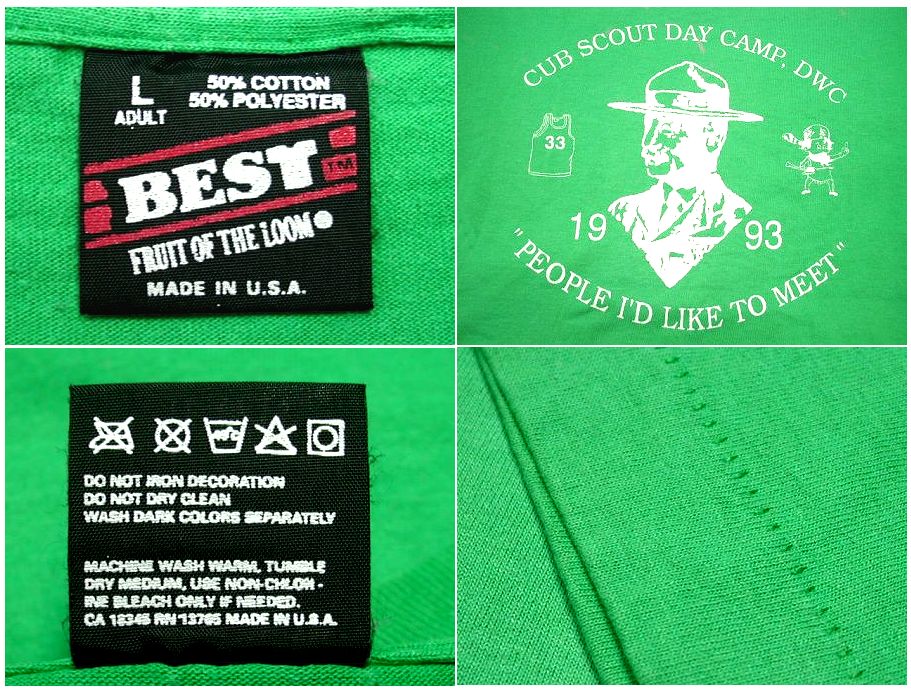 L
ADULT
50% COTTON
50% POLYESTER
BEST TM
FRUIT OF THE LOOM
MADE IN U.S.A.
CUB SCOUT DAY CAMP, DWC
33
19 93
"PEOPLE I'D LIKE TO MEET"
DO NOT IRON DECORATION
DO NOT DRY CLEAN
WASH DARK COLORS SEPARATELY
MACHINE WASH WARM, TUMBLE
DRY MEDIUM, USE NON-CHLOR-
INE BLEACH ONLY IF NEEDED.
CA 18345 RN 13765 MADE IN U.S.A.